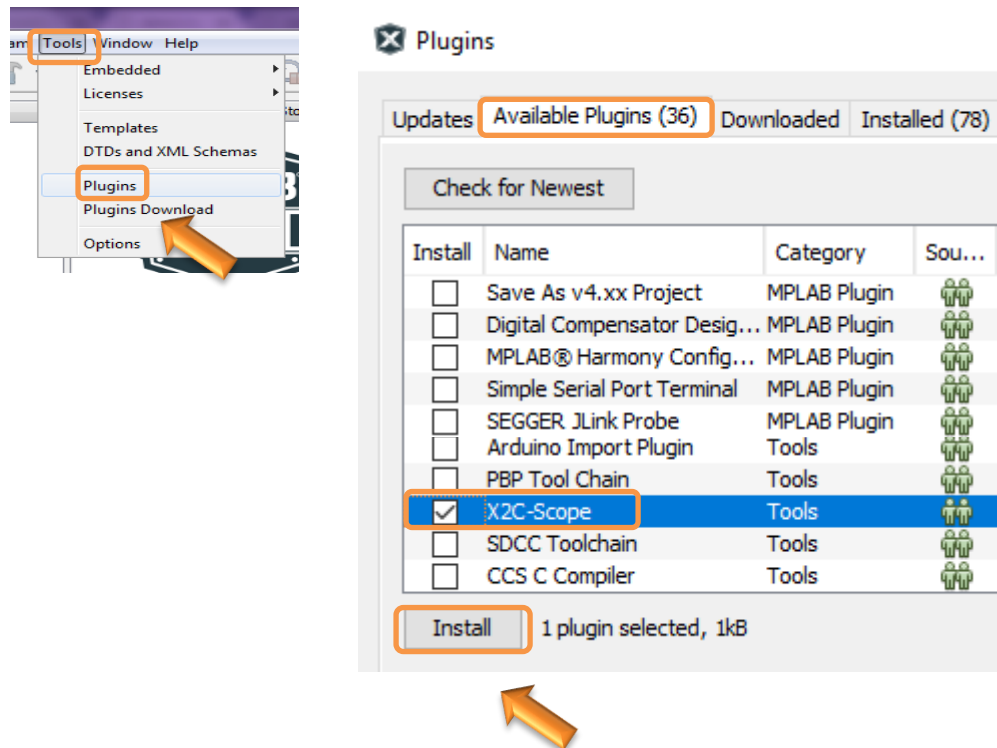 am Tools Window Help
Embedded
Licenses
Templates
DTDs and XML Schemas
Plugins
Plugins Download
Options
Plugins
Updates Available Plugins (36) Downloaded Installed (78)
Check for Newest
Install Name Category Sou...
Save As v4.xx Project MPLAB Plugin
Digital Compensator Desig... MPLAB Plugin
MPLAB® Harmony Config... MPLAB Plugin
Simple Serial Port Terminal MPLAB Plugin
SEGGER JLink Probe MPLAB Plugin
Arduino Import Plugin Tools
PBP Tool Chain Tools
X2C-Scope Tools
SDCC Toolchain Tools
CCS C Compiler Tools
Install 1 plugin selected, 1kB